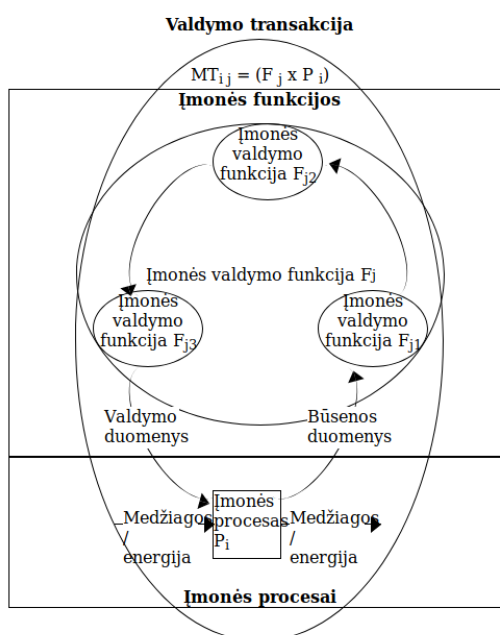 Valdymo transakcija
MTi j = (F j x P i)
Įmonės funkcijos
Įmonės
valdymo
funkcija Fj2
Įmonės valdymo funkcija Fj
Įmonės
valdymo
funkcija Fj3
Įmonės
valdymo
funkcija Fj1
Valdymo
duomenys
Būsenos
duomenys
Medžiagos
/
energija
Įmonės
procesas
Pi
Medžiagos
/
energija
Įmonės procesai